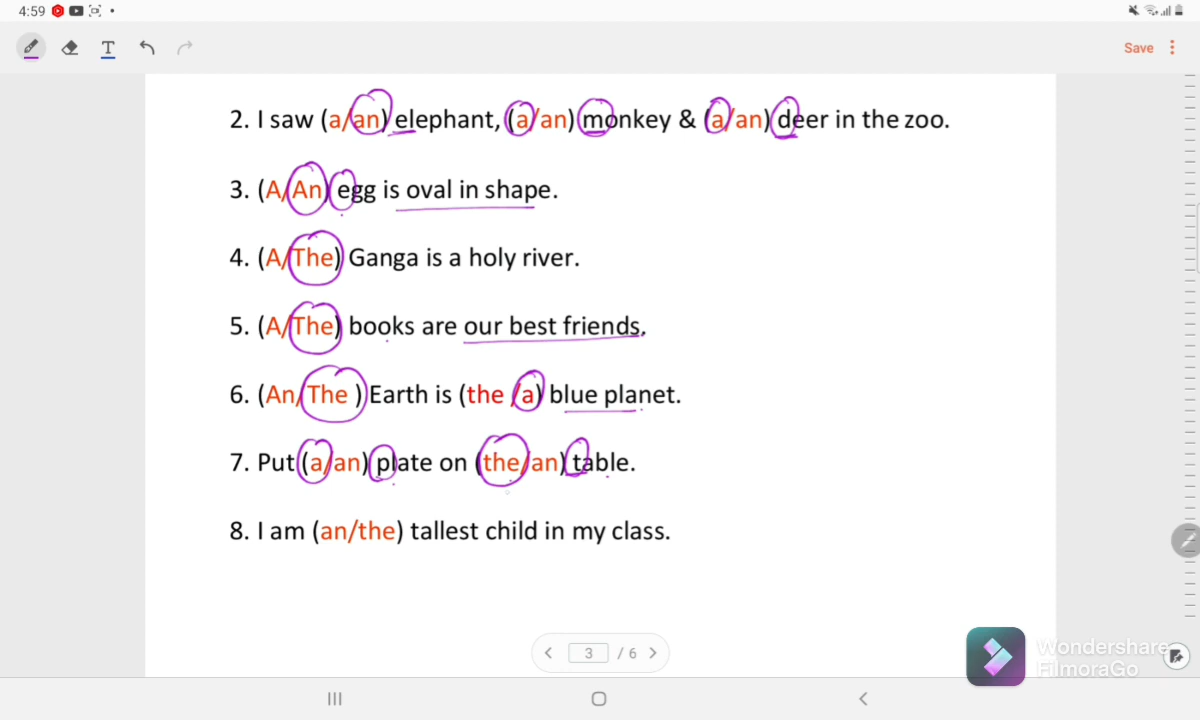 4:59
T
Save
2. I saw (a/an) elephant, (a/an) monkey & (a/an) deer in the zoo.
3. (A/An) egg is oval in shape.
4. (A/The) Ganga is a holy river.
5. (A/The) books are our best friends.
6. (An/The ) Earth is (the /a) blue planet.
7. Put (a/an) plate on (the/an) table.
8. I am (an/the) tallest child in my class.
3 / 6
Wondershare
FilmoraGo